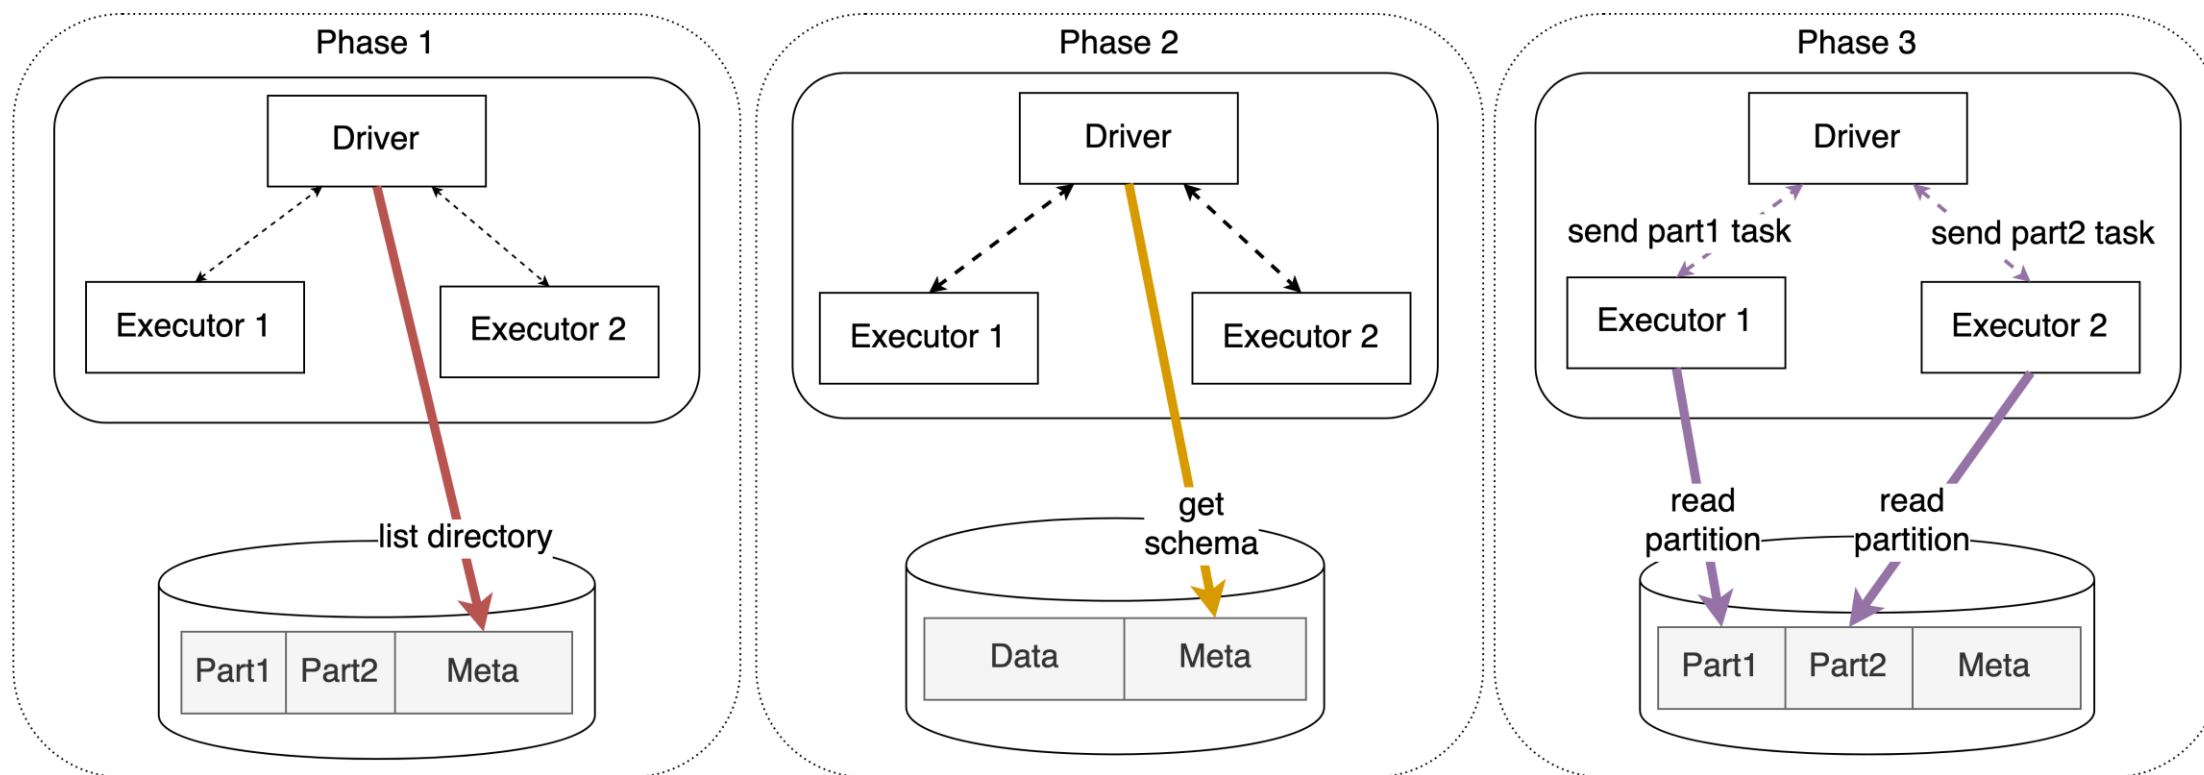 Phase 1
Driver
Executor 1
Executor 2
list directory
Part1
Part2
Meta
Phase 2
Driver
Executor 1
Executor 2
get
schema
Data
Meta
Phase 3
Driver
send part1 task
send part2 task
Executor 1
Executor 2
read
partition
read
partition
Part1
Part2
Meta